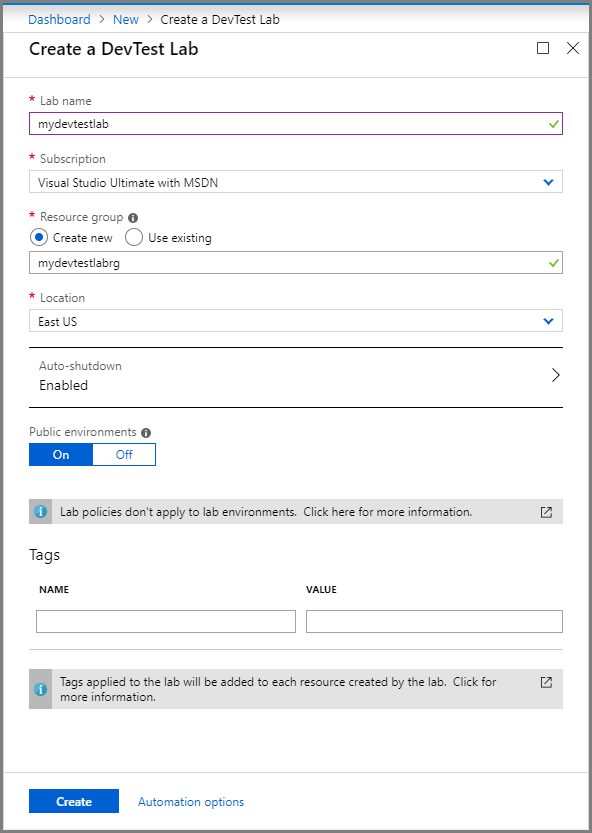 Dashboard > New > Create a DevTest Lab
Create a DevTest Lab
* Lab name
mydevtestlab
* Subscription
Visual Studio Ultimate with MSDN
* Resource group
Create new Use existing
mydevtestlabrg
* Location
East US
Auto-shutdown
Enabled
Public environments
On Off
Lab policies don't apply to lab environments. Click here for more information.
Tags
NAME VALUE
Tags applied to the lab will be added to each resource created by the lab. Click for
more information.
Create Automation options